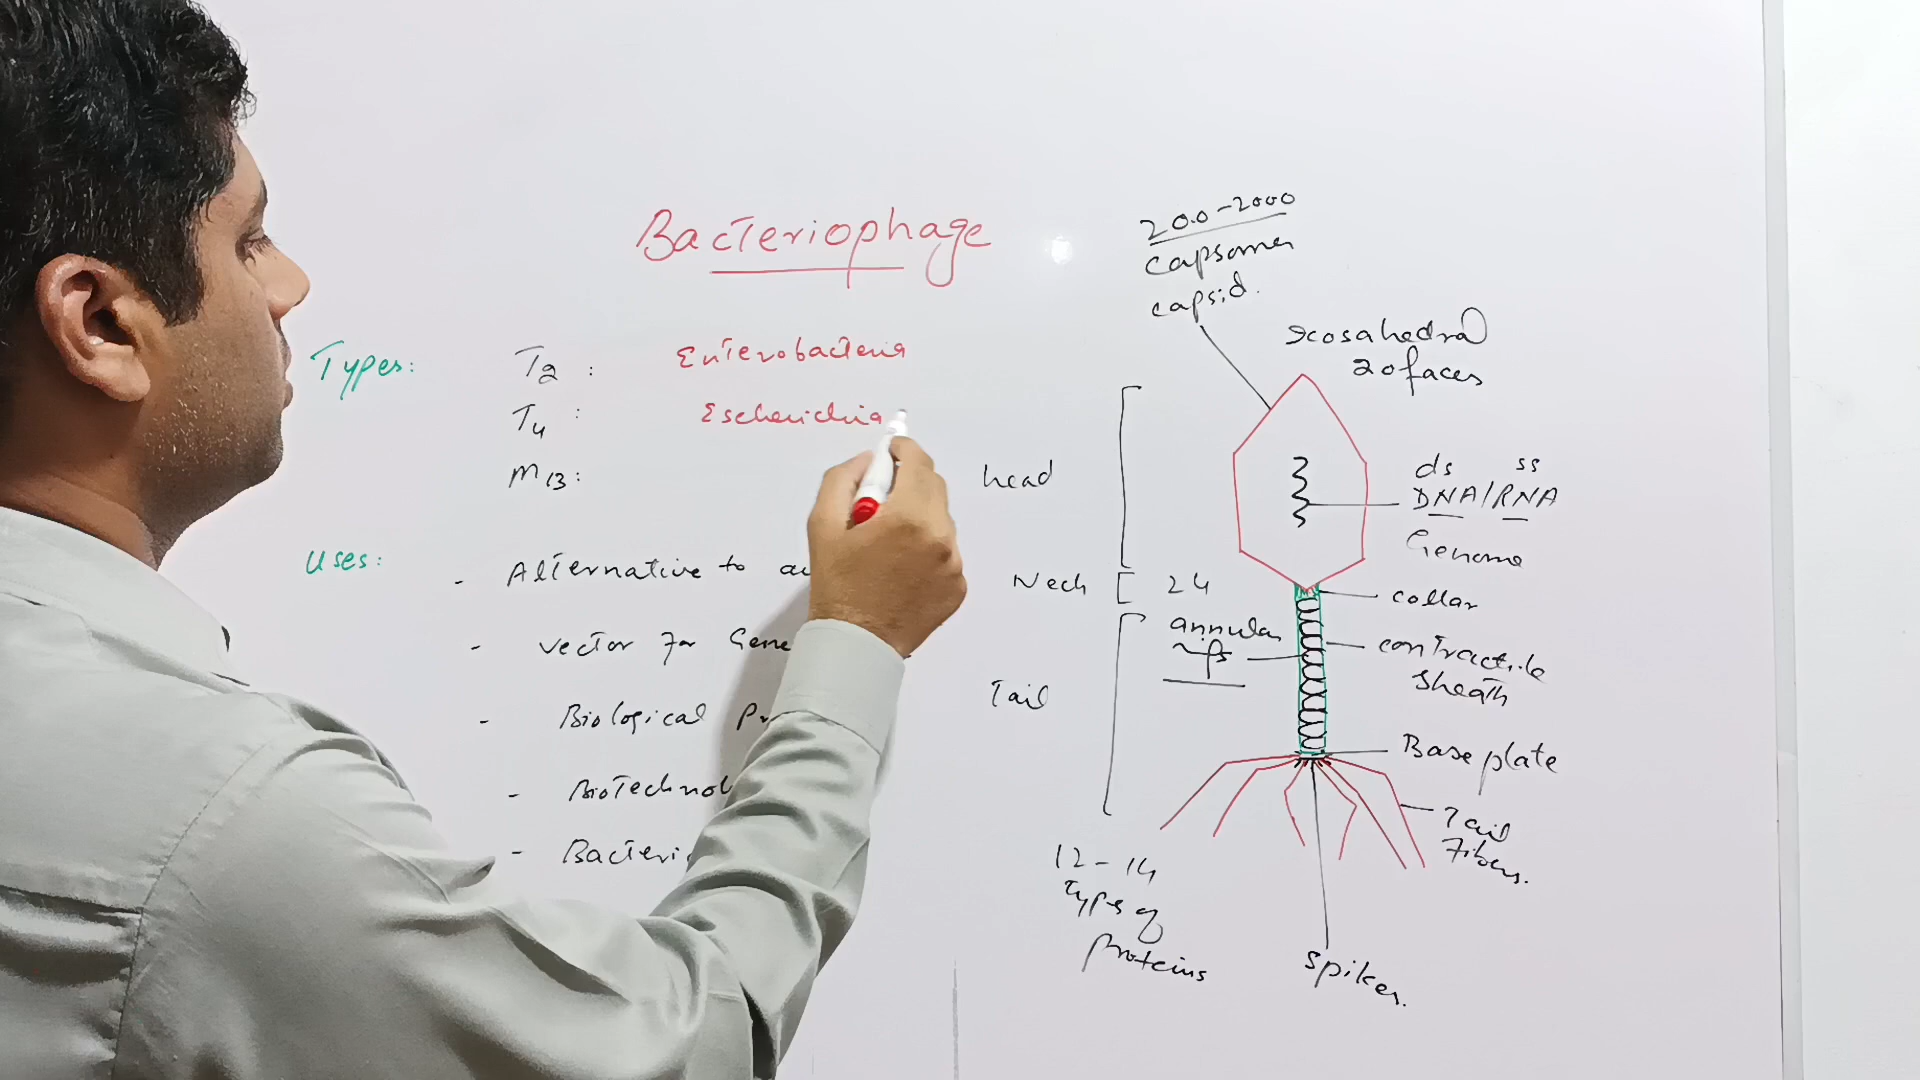 Bacteriophage
Types: T2 : Enterobacteria
T4 : Escherichia
M13:
Uses:
- Alternative to
- Vector for Gene
- Biological
- Biotechnol
- Bacteri
200-2000
capsomer
capsid.
Icosahedral
20 faces
head
ds ss
DNA/RNA
Genome
Neck 24
collar
annular
contractile
sheath
Tail
Base plate
Tail
Fibers.
12-14
types of
proteins
spikes.